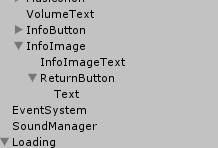 VolumeText
InfoButton
InfoImage
InfoImageText
ReturnButton
Text
EventSystem
SoundManager
Loading